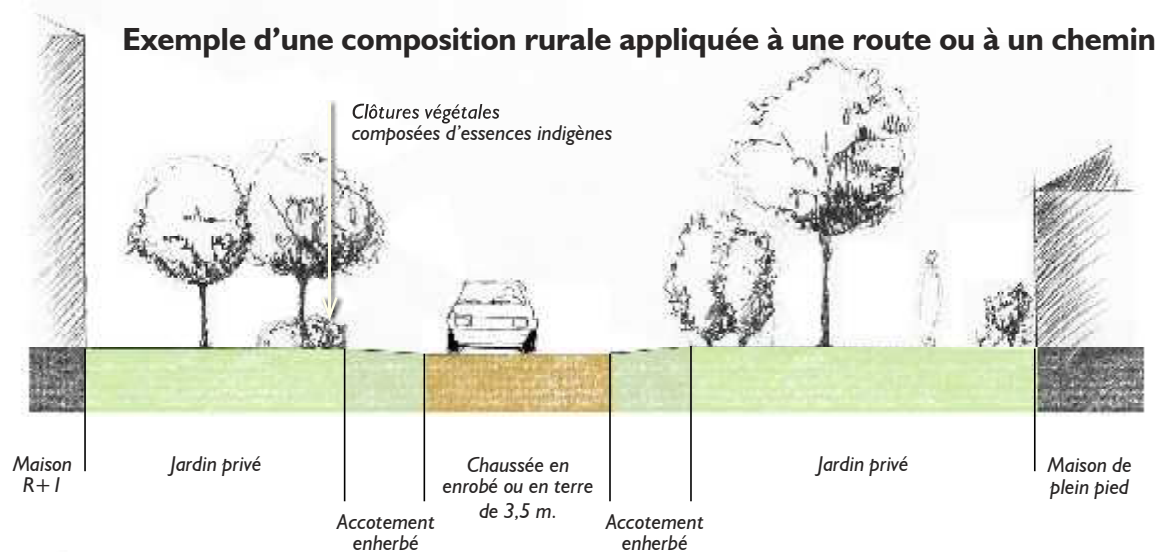 Exemple d'une composition rurale appliquée à une route ou à un chemin
Clôtures végétales
composées d'essences indigènes
Maison
R+1
Jardin privé
Accotement
enherbé
Chaussée en
enrobé ou en terre
de 3,5 m.
Accotement
enherbé
Jardin privé
Maison de
plein pied